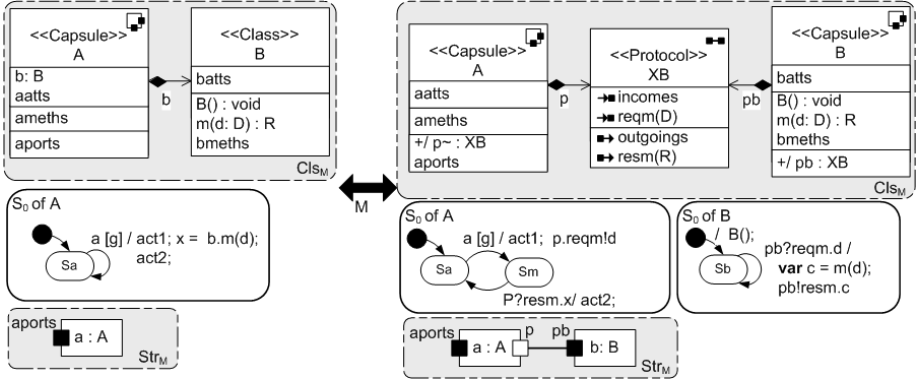 <<Capsule>>
A
b: B
aatts
ameths
aports
b
<<Class>>
B
batts
B() : void
m(d: D) : R
bmeths
ClsM
S0 of A
a [g] / act1; x = b.m(d);
act2;
Sa
aports
a : A
StrM
M
<<Capsule>>
A
aatts
ameths
+/ p~ : XB
aports
p
<<Protocol>>
XB
incomes
reqm(D)
outgoings
resm(R)
pb
<<Capsule>>
B
batts
B() : void
m(d: D) : R
bmeths
+/ pb : XB
ClsM
S0 of A
a [g] / act1; p.reqm!d
Sa
Sm
P?resm.x/ act2;
S0 of B
/ B();
Sb
pb?reqm.d /
var c = m(d);
pb!resm.c
aports
a : A
p
pb
b: B
StrM